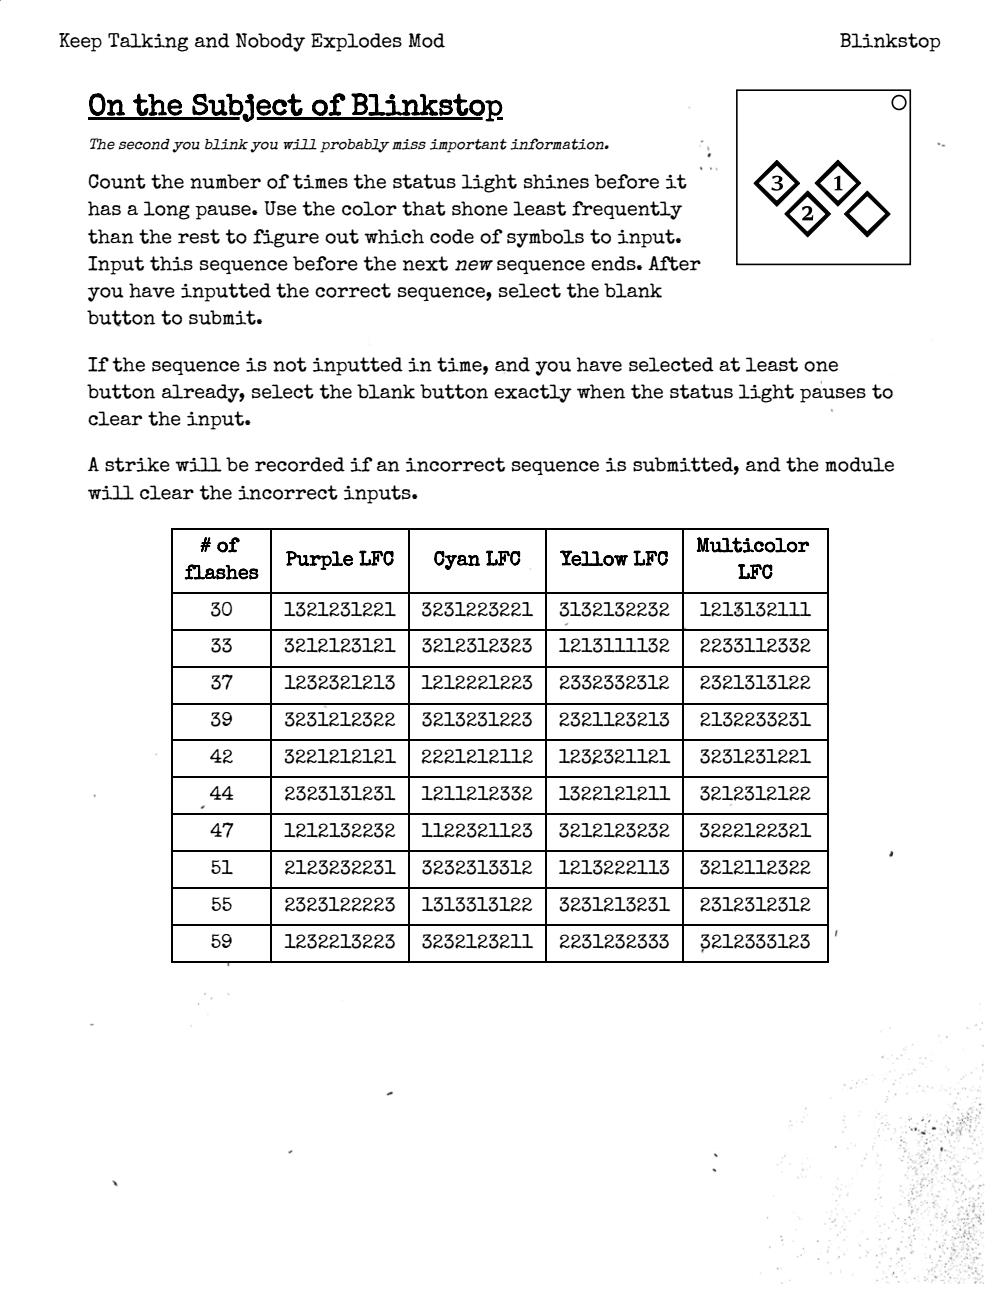 Keep Talking and Nobody Explodes Mod
Blinkstop
On the Subject of Blinkstop
The second you blink you will probably miss important information.
Count the number of times the status light shines before it
has a long pause. Use the color that shone least frequently
than the rest to figure out which code of symbols to input.
Input this sequence before the next new sequence ends. After
you have inputted the correct sequence, select the blank
button to submit.
3 1
2
If the sequence is not inputted in time, and you have selected at least one
button already, select the blank button exactly when the status light pauses to
clear the input.
A strike will be recorded if an incorrect sequence is submitted, and the module
will clear the incorrect inputs.
# of
flashes
Purple LFC
Cyan LFC
Yellow LFC
Multicolor
LFC
30 1321231221 3231223221 3132132232 1213132111
33 3212123121 3212312323 1213111132 2233112332
37 1232321213 1212221223 2332332312 2321313122
39 3231212322 3213231223 2321123213 2132233231
42 3221212121 2221212112 1232321121 3231231221
44 2323131231 1211212332 1322121211 3212312122
47 1212132232 1122321123 3212123232 3222122321
51 2123232231 3232313312 1213222113 3212112322
55 2323122223 1313313122 3231213231 2312312312
59 1232213223 3232123211 2231232333 3212333123